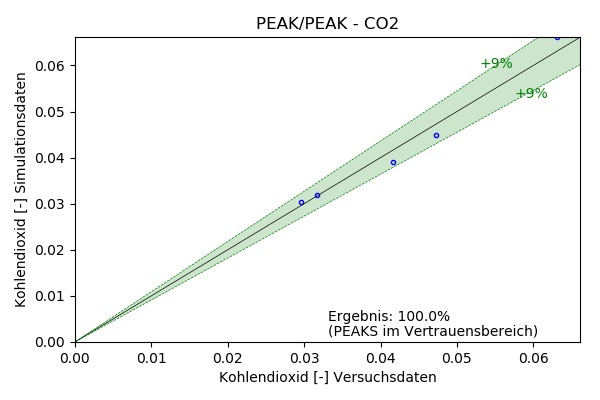 PEAK/PEAK - CO2
Kohlendioxid [-] Simulationsdaten
0.06
0.05
0.04
0.03
0.02
0.01
0.00
+9%
+9%
Ergebnis: 100.0%
(PEAKS im Vertrauensbereich)
0.00 0.01 0.02 0.03 0.04 0.05 0.06
Kohlendioxid [-] Versuchsdaten